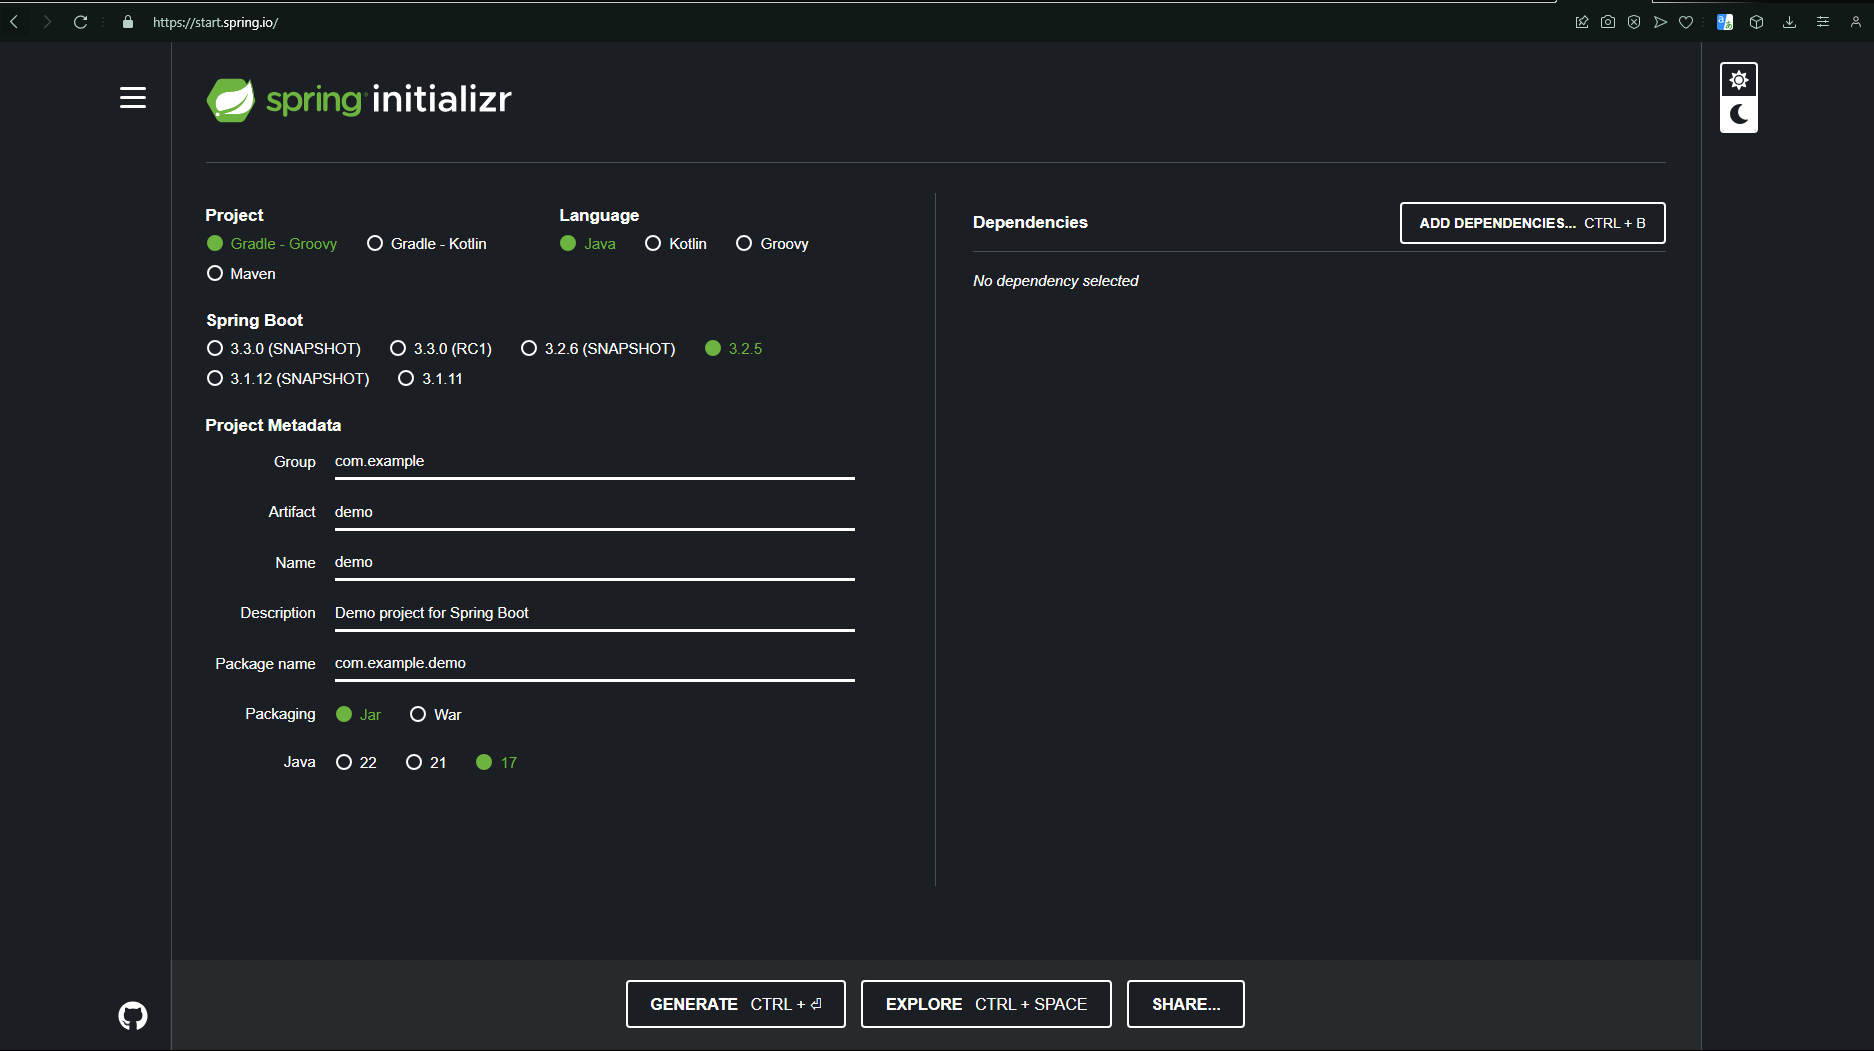 https://start.spring.io/
spring initializr
Project
Gradle - Groovy
Gradle - Kotlin
Maven
Language
Java
Kotlin
Groovy
Spring Boot
3.3.0 (SNAPSHOT)
3.3.0 (RC1)
3.2.6 (SNAPSHOT)
3.2.5
3.1.12 (SNAPSHOT)
3.1.11
Project Metadata
Group com.example
Artifact demo
Name demo
Description Demo project for Spring Boot
Package name com.example.demo
Packaging Jar War
Java 22 21 17
Dependencies
ADD DEPENDENCIES... CTRL + B
No dependency selected
GENERATE CTRL + ⏎
EXPLORE CTRL + SPACE
SHARE...